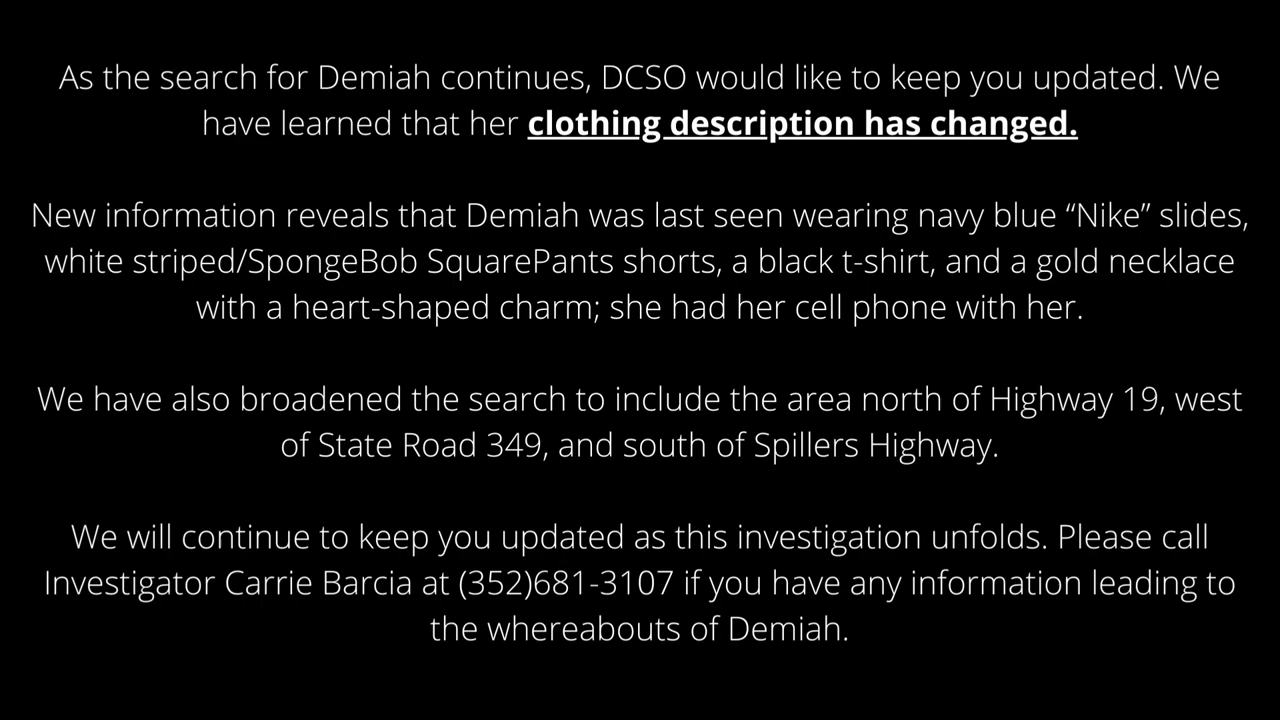 As the search for Demiah continues, DCSO would like to keep you updated. We
have learned that her clothing description has changed.
New information reveals that Demiah was last seen wearing navy blue “Nike” slides,
white striped/SpongeBob SquarePants shorts, a black t-shirt, and a gold necklace
with a heart-shaped charm; she had her cell phone with her.
We have also broadened the search to include the area north of Highway 19, west
of State Road 349, and south of Spillers Highway.
We will continue to keep you updated as this investigation unfolds. Please call
Investigator Carrie Barcia at (352)681-3107 if you have any information leading to
the whereabouts of Demiah.